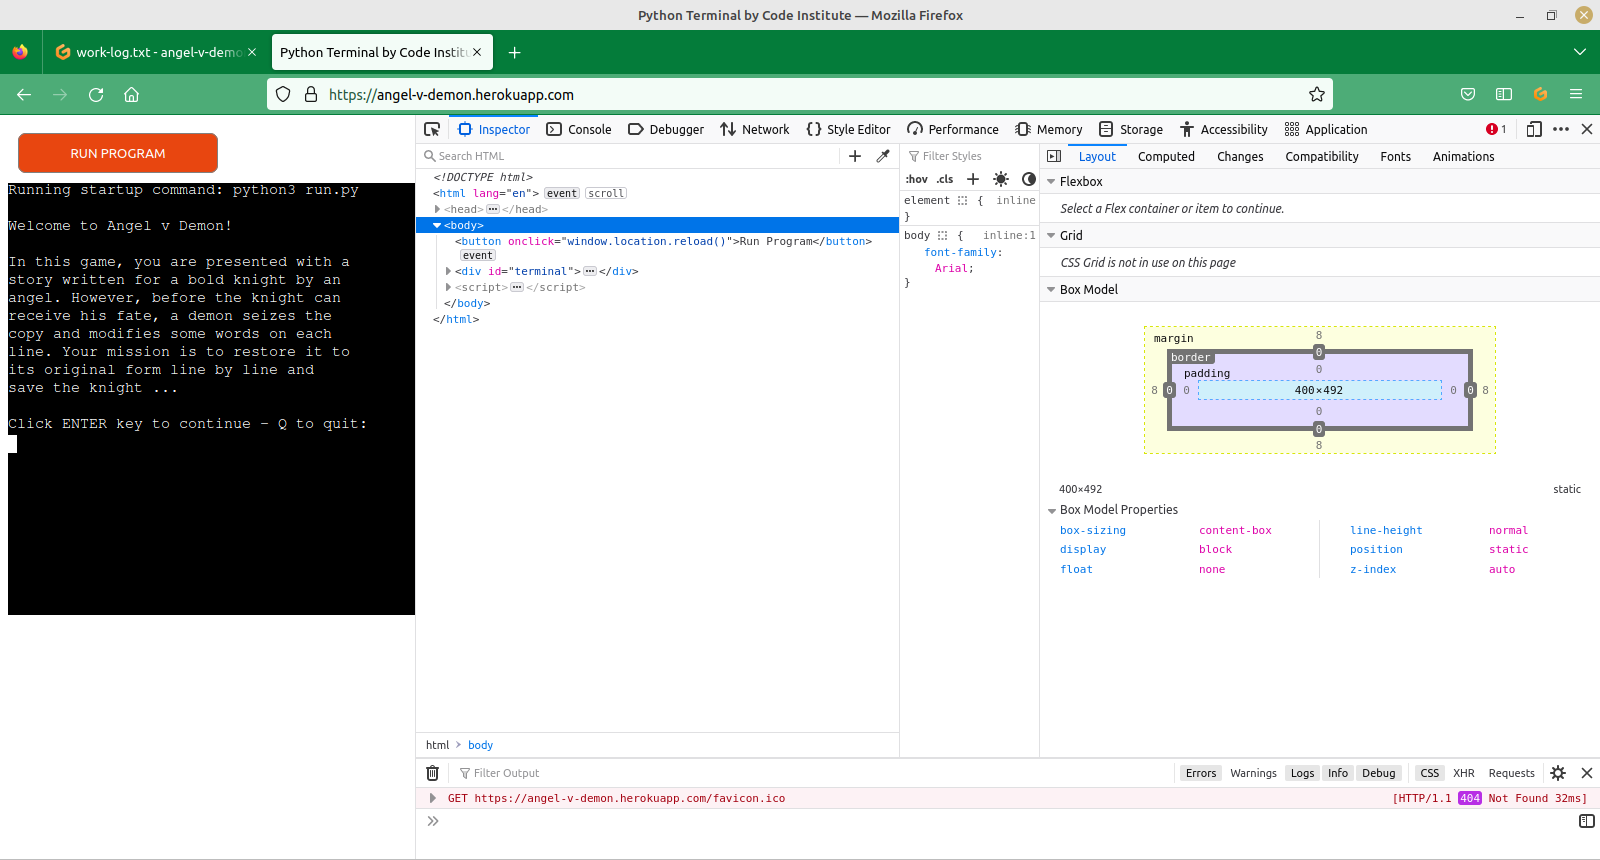 Python Terminal by Code Institute — Mozilla Firefox
work-log.txt - angel-v-demo
Python Terminal by Code Institu
https://angel-v-demon.herokuapp.com
RUN PROGRAM
Running startup command: python3 run.py
Welcome to Angel v Demon!
In this game, you are presented with a
story written for a bold knight by an
angel. However, before the knight can
receive his fate, a demon seizes the
copy and modifies some words on each
line. Your mission is to restore it to
its original form line by line and
save the knight ...
Click ENTER key to continue - Q to quit:
Inspector Console Debugger Network Style Editor Performance Memory Storage Accessibility Application 1
Search HTML
<!DOCTYPE html>
<html lang="en"> event scroll
<head> ••• </head>
<body>
<button onclick="window.location.reload()">Run Program</button>
event
<div id="terminal"> ••• </div>
<script> ••• </script>
</body>
</html>
html > body
Filter Styles
:hov .cls
element { inline
}
body { inline:1
font-family:
Arial;
}
Layout Computed Changes Compatibility Fonts Animations
Flexbox
Select a Flex container or item to continue.
Grid
CSS Grid is not in use on this page
Box Model
margin 8
border 0
padding 0
8 0 0 400×492 0 0 8
0
0
8
400×492 static
Box Model Properties
box-sizing content-box line-height normal
display block position static
float none z-index auto
Filter Output Errors Warnings Logs Info Debug CSS XHR Requests
GET https://angel-v-demon.herokuapp.com/favicon.ico [HTTP/1.1 404 Not Found 32ms]